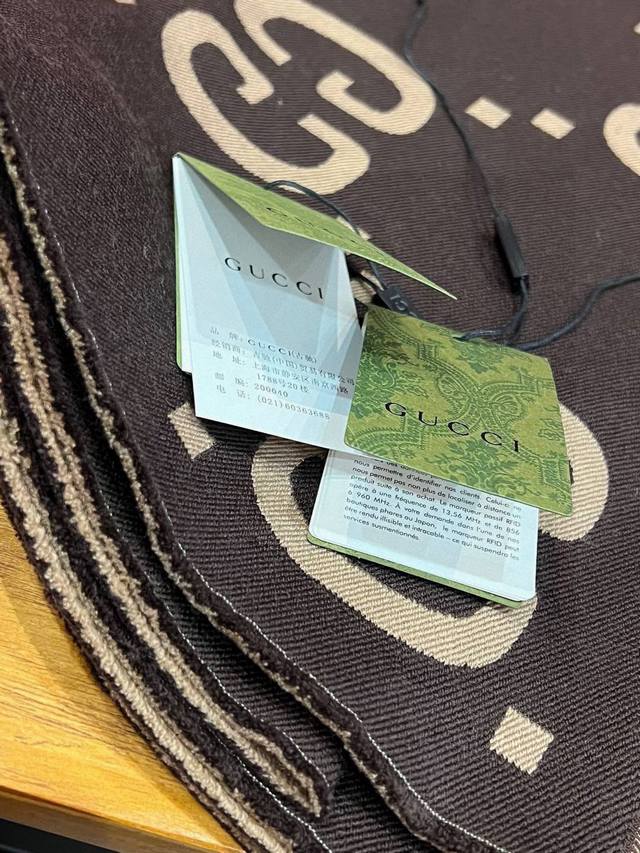 GUCCI
品 牌: GUCCI(古驰)
经销商: 古驰(中国)贸易有限公司
地 址: 上海市静安区南京西路
1788号20栋
邮 编: 200040
电 话: (021)60363688
GUCCI
nous permettre d'identifier nos clients. Celui-ci ne
nous permet pas non plus de localiser à distance un
produit suite à son achat. Le marqueur passif RFID
opère à une fréquence de 13,56 MHz et de 856
à 960 MHz. À votre demande dans l'une de nos
boutiques phares au Japon, le marqueur RFID peut
être rendu illisible et intraçable - ce qui suspendra les
services susmentionnés.